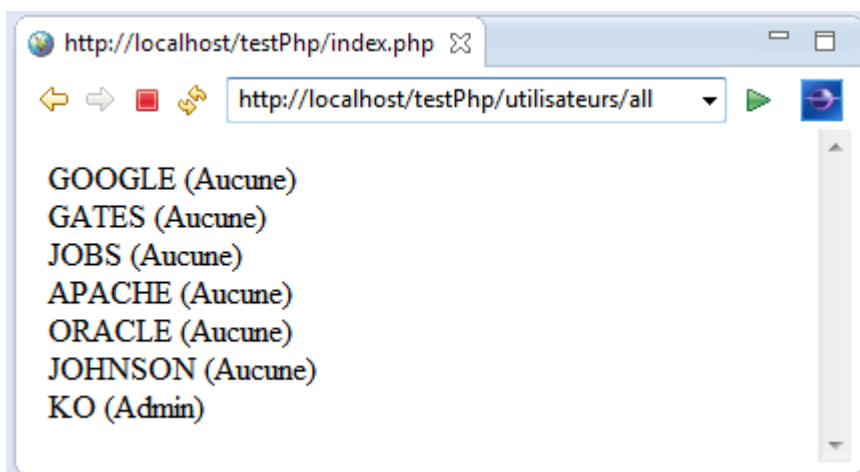 http://localhost/testPhp/index.php
http://localhost/testPhp/utilisateurs/all
GOOGLE (Aucune)
GATES (Aucune)
JOBS (Aucune)
APACHE (Aucune)
ORACLE (Aucune)
JOHNSON (Aucune)
KO (Admin)